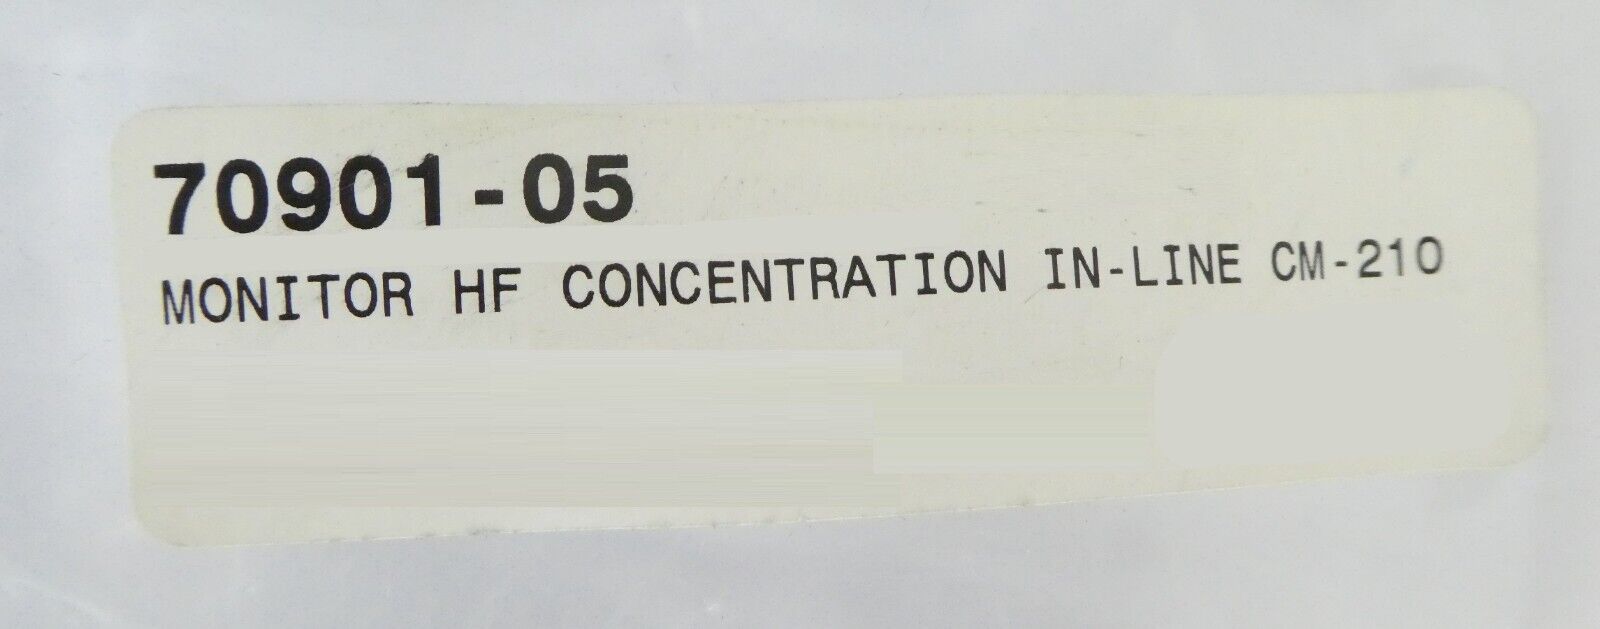 70901-05
MONITOR HF CONCENTRATION IN-LINE CM-210